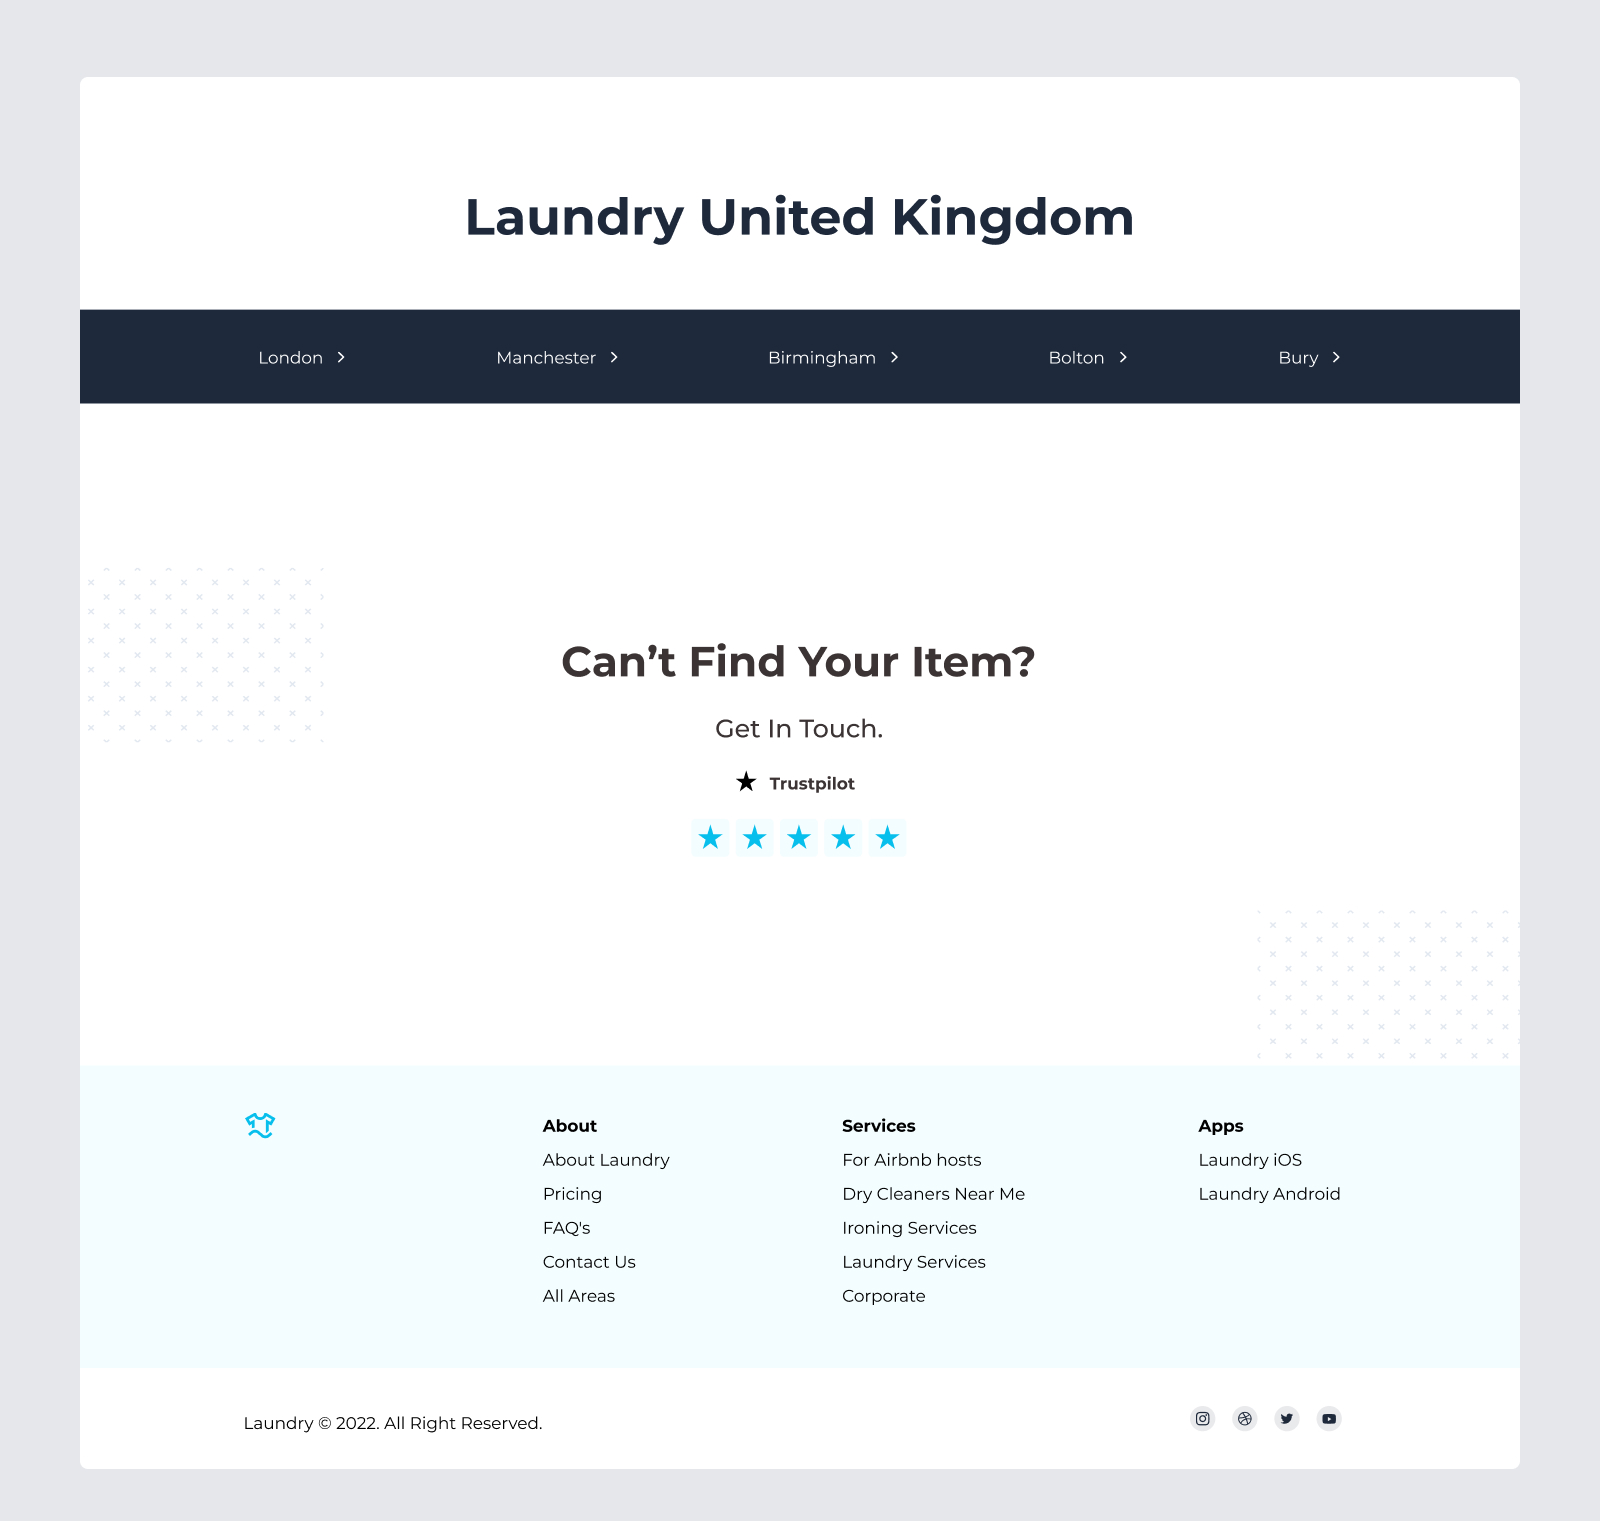 Laundry United Kingdom
London
Manchester
Birmingham
Bolton
Bury
Can’t Find Your Item?
Get In Touch.
Trustpilot
About
About Laundry
Pricing
FAQ's
Contact Us
All Areas
Services
For Airbnb hosts
Dry Cleaners Near Me
Ironing Services
Laundry Services
Corporate
Apps
Laundry iOS
Laundry Android
Laundry © 2022. All Right Reserved.